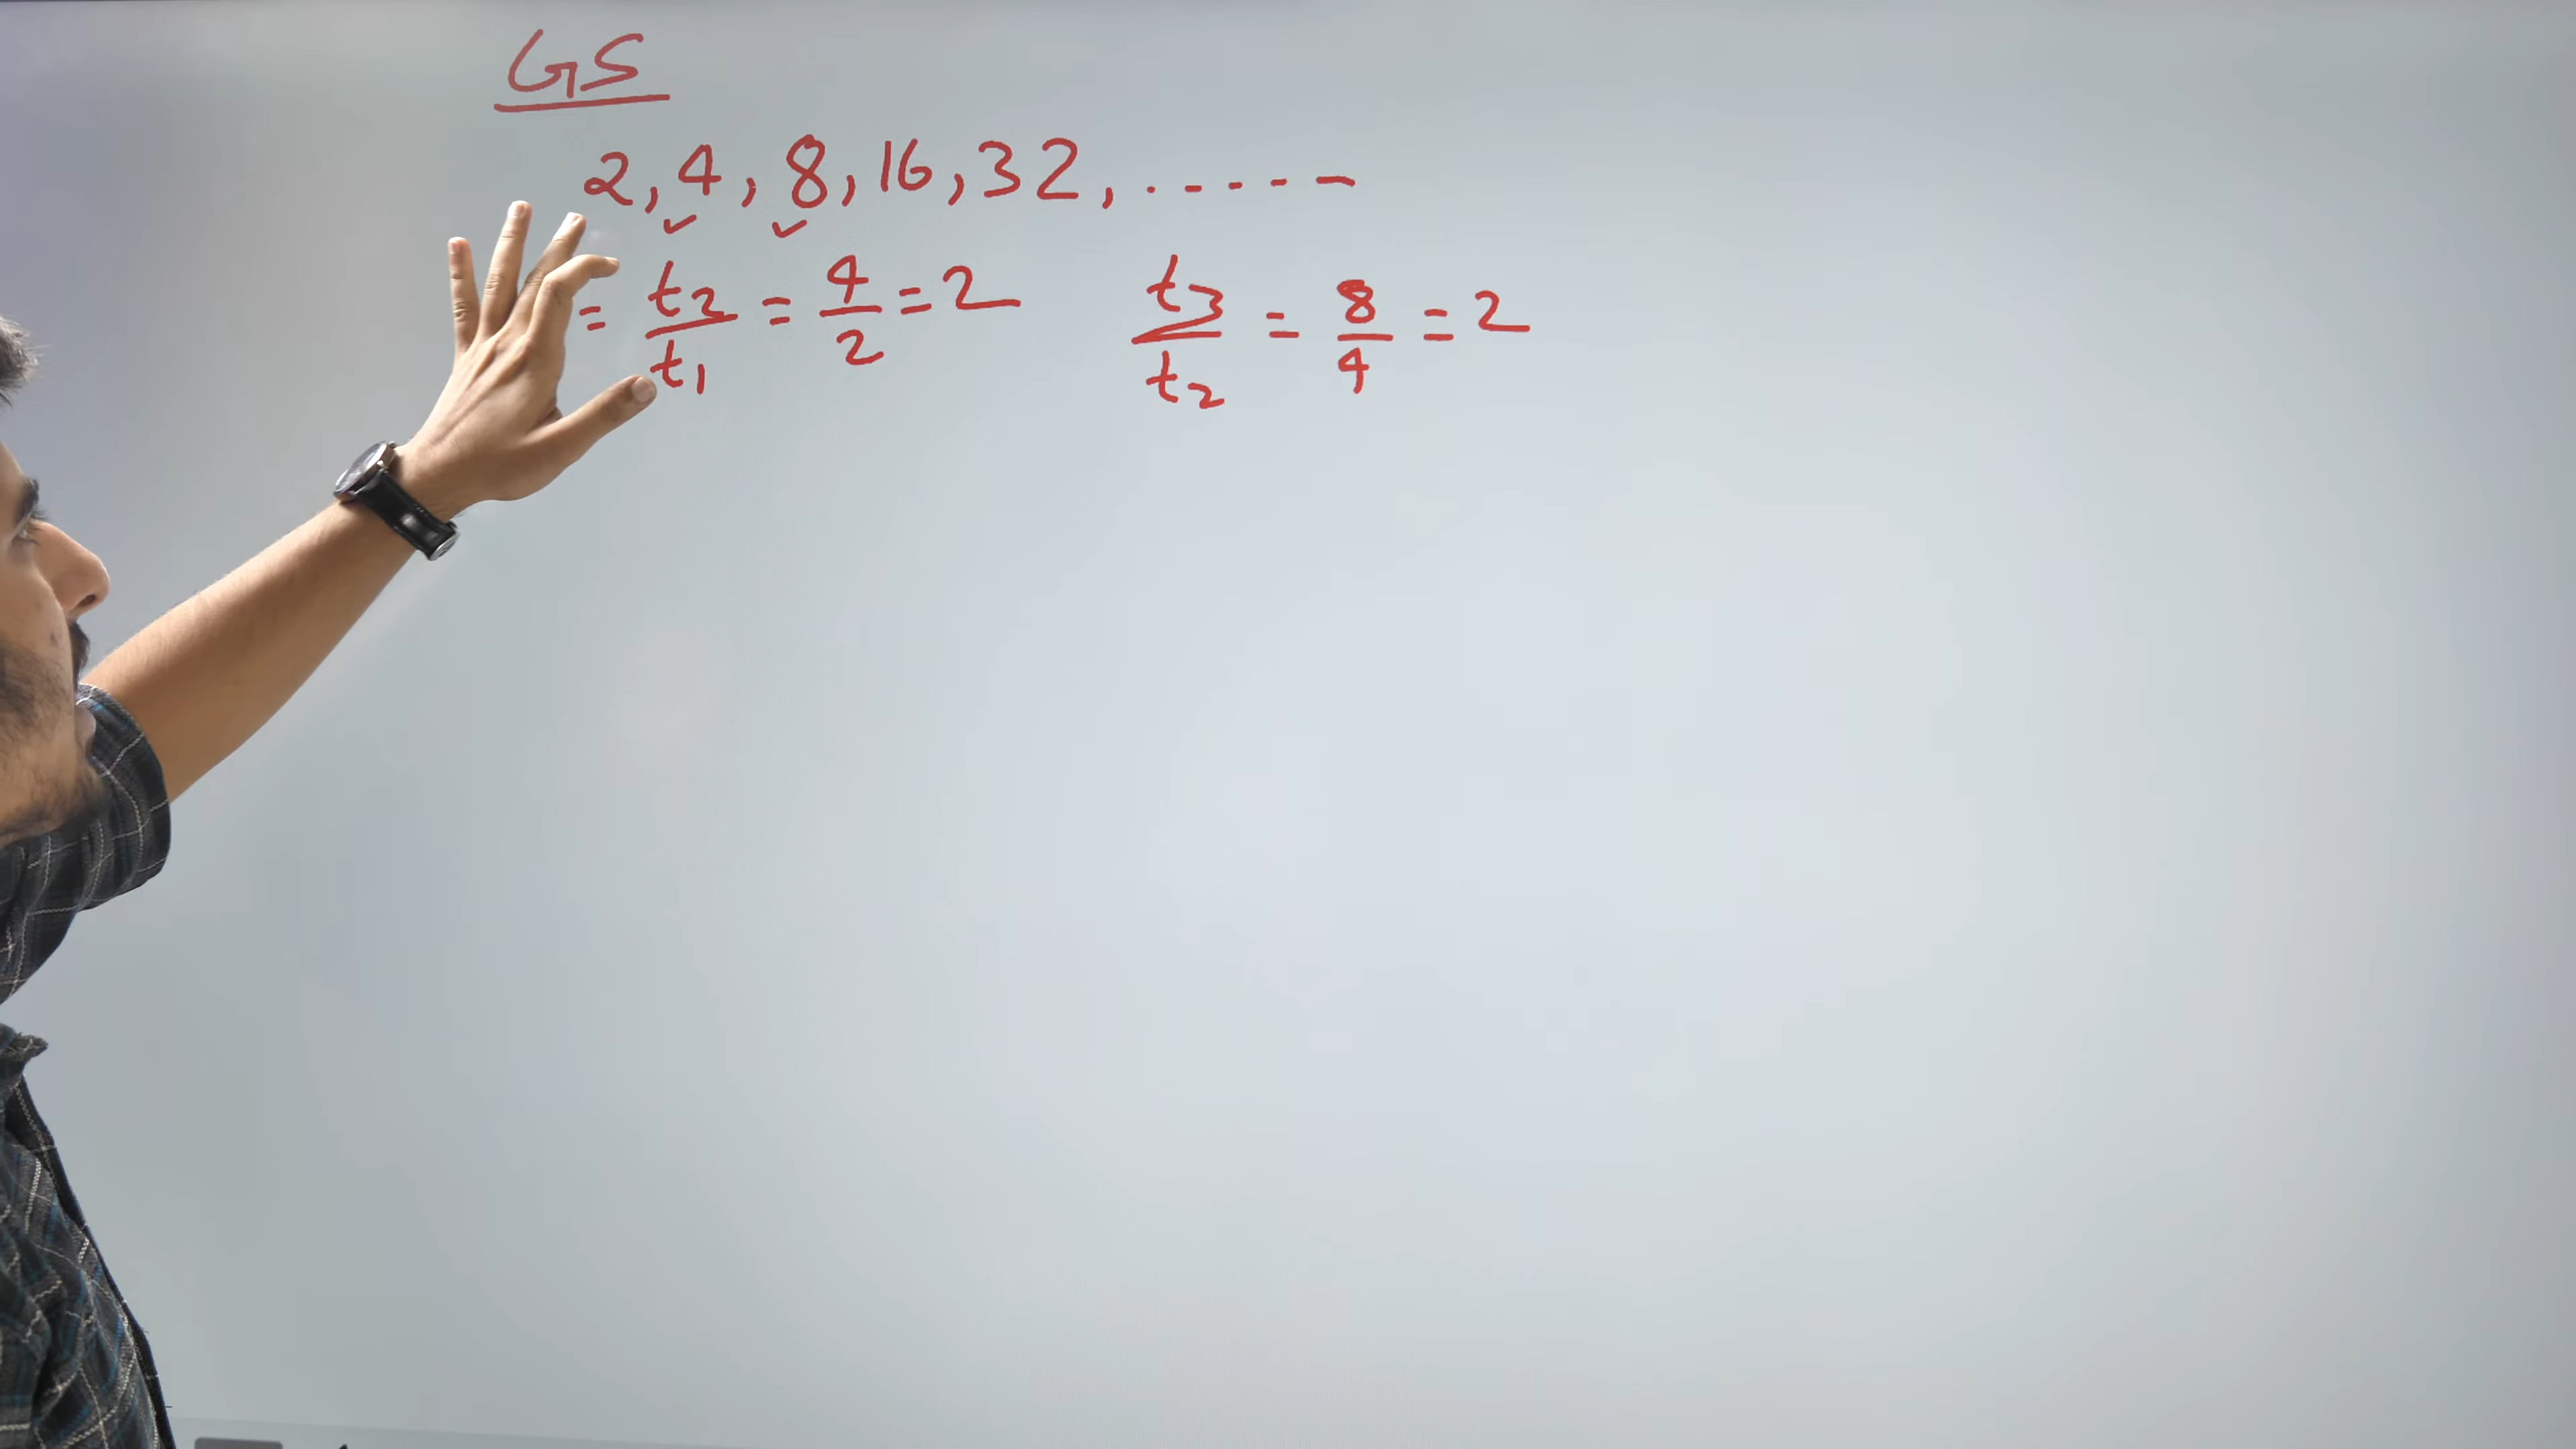 GS
2, 4, 8, 16, 32, . - - - -
= t2/t1 = 4/2 = 2 t3/t2 = 8/4 = 2